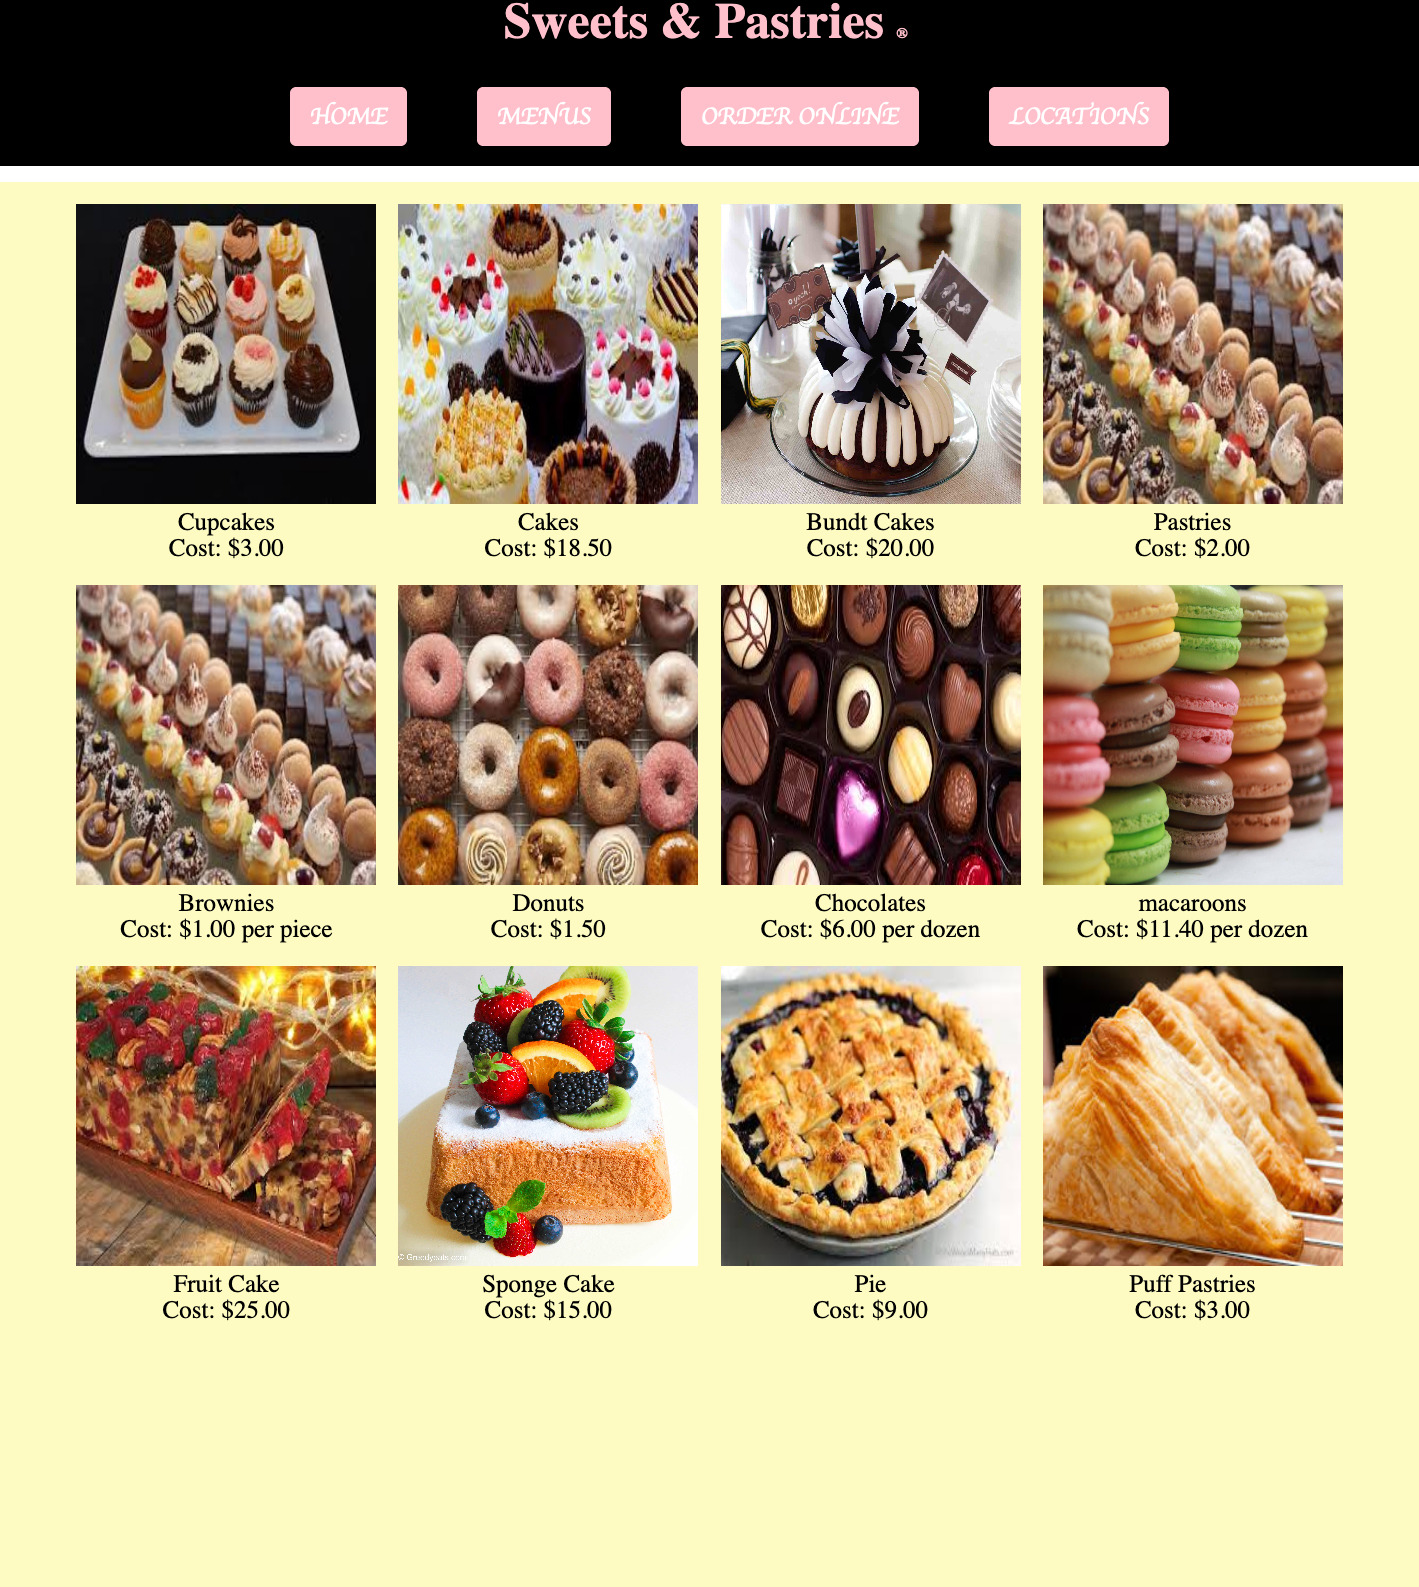 Sweets & Pastries ®
HOME MENUS ORDER ONLINE LOCATIONS
Cupcakes
Cost: $3.00
Cakes
Cost: $18.50
Bundt Cakes
Cost: $20.00
Pastries
Cost: $2.00
Brownies
Cost: $1.00 per piece
Donuts
Cost: $1.50
Chocolates
Cost: $6.00 per dozen
macaroons
Cost: $11.40 per dozen
© Greedyeats.com
Fruit Cake
Cost: $25.00
Sponge Cake
Cost: $15.00
Pie
Cost: $9.00
Puff Pastries
Cost: $3.00